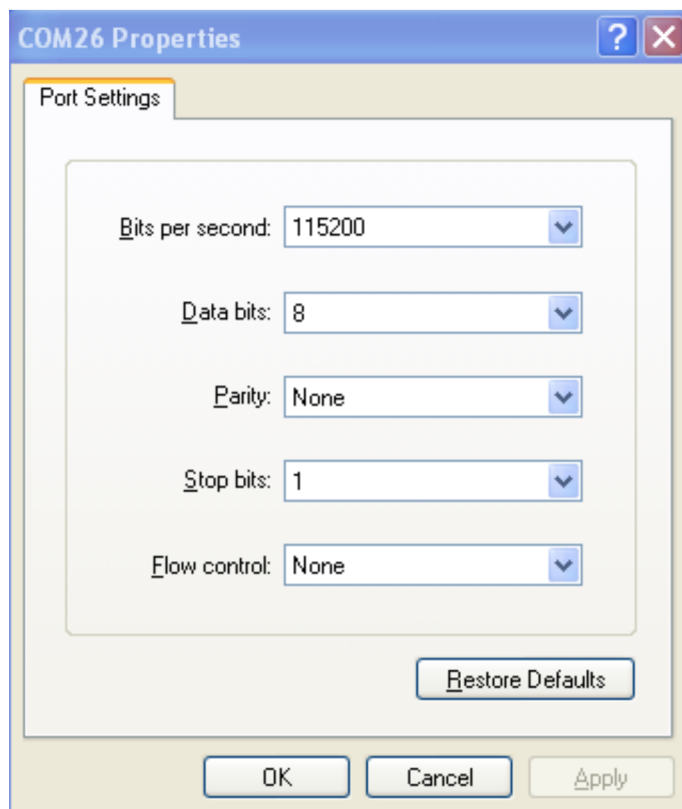 COM26 Properties
Port Settings
Bits per second: 115200
Data bits: 8
Parity: None
Stop bits: 1
Flow control: None
Restore Defaults
OK Cancel Apply